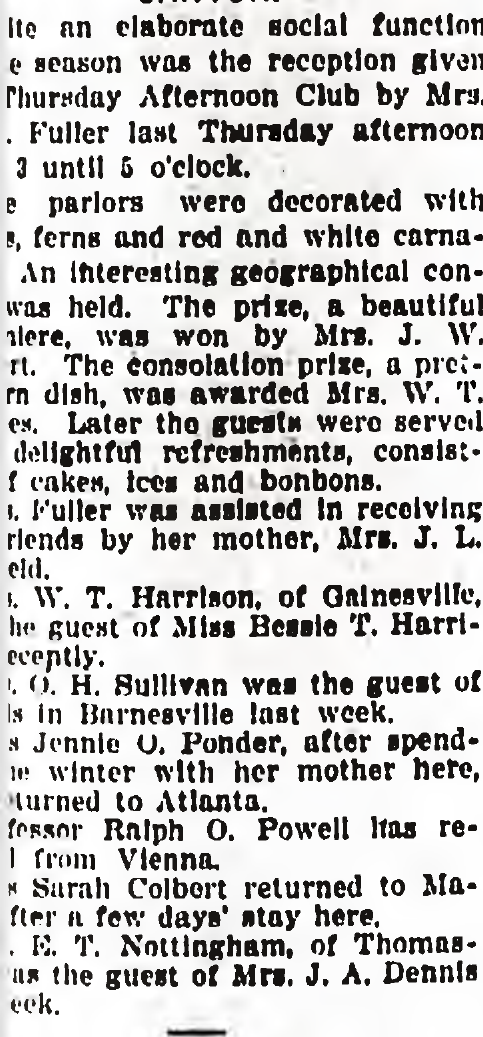 ite an elaborate social function
e season was the reception given
Thursday Afternoon Club by Mrs.
. Fuller last Thursday afternoon
3 until 5 o'clock.
e parlors were decorated with
s, ferns and red and white carna-
An interesting geographical con-
was held. The prize, a beautiful
niere, was won by Mrs. J. W.
rt. The consolation prize, a pret-
rn dish, was awarded Mrs. W. T.
es. Later the guests were served
delightful refreshments, consist-
f cakes, ices and bonbons.
s. Fuller was assisted in receiving
riends by her mother, Mrs. J. L.
eld.
s. W. T. Harrison, of Gainesville,
he guest of Miss Bessie T. Harri-
ecently.
. O. H. Sullivan was the guest of
ls in Barnesville last week.
s Jennie O. Ponder, after spend-
he winter with her mother here,
turned to Atlanta.
fessor Ralph O. Powell has re-
l from Vienna.
s Sarah Colbert returned to Ma-
fter a few days' stay here.
. E. T. Nottingham, of Thomas-
as the guest of Mrs. J. A. Dennis
eek.